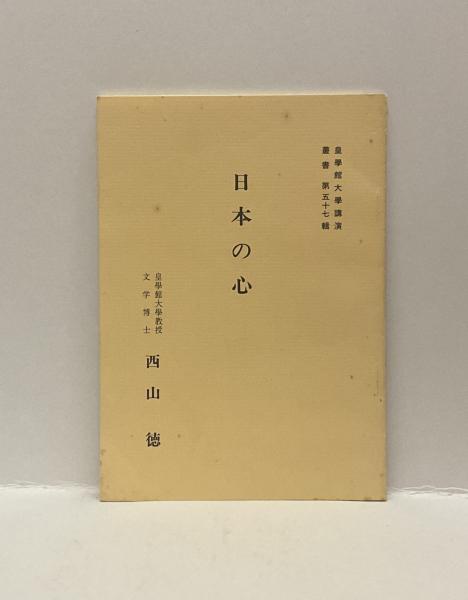 皇學館大學講演
叢書 第五十七輯
日本の心
皇學館大學教授
文学博士
西山徳